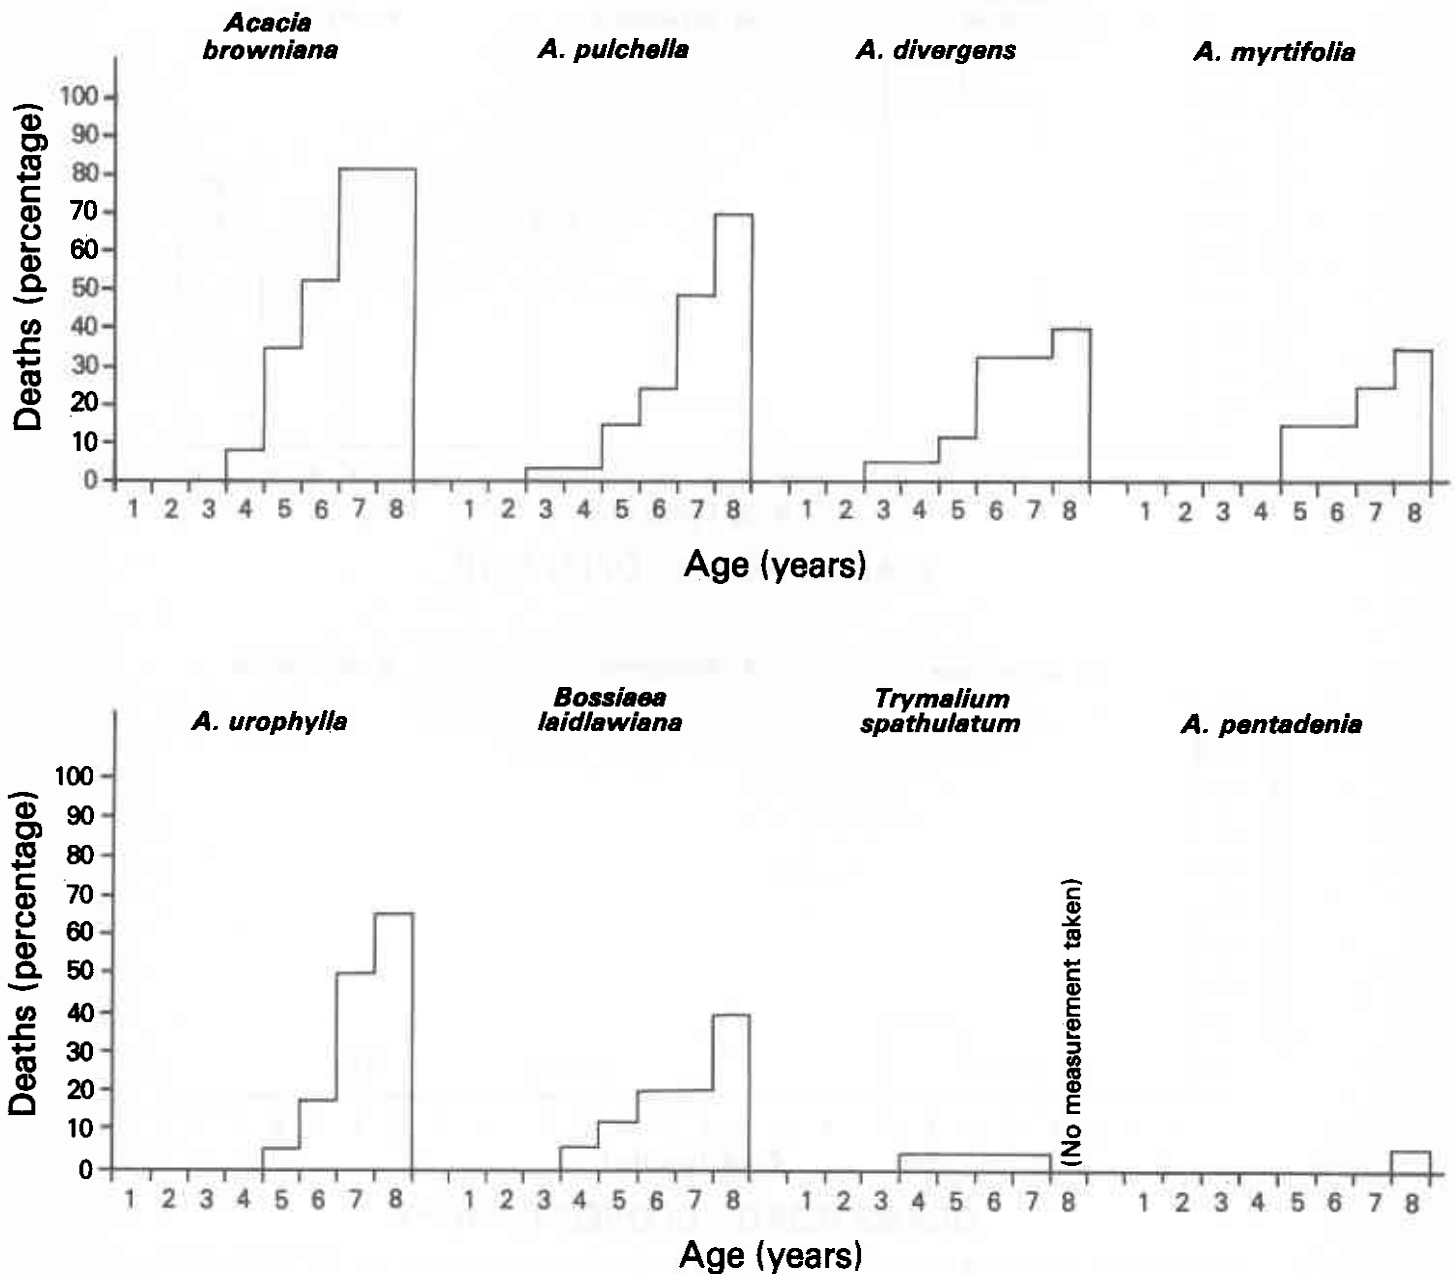 Acacia
browniana
A. pulchella
A. divergens
A. myrtifolia
Deaths (percentage)
100
90
80
70
60
50
40
30
20
10
0
1 2 3 4 5 6 7 8 1 2 3 4 5 6 7 8 1 2 3 4 5 6 7 8 1 2 3 4 5 6 7 8
Age (years)
A. urophylla
Bossiaea
laidlawiana
Trymalium
spathulatum
A. pentadenia
Deaths (percentage)
100
90
80
70
60
50
40
30
20
10
0
(No measurement taken)
1 2 3 4 5 6 7 8 1 2 3 4 5 6 7 8 1 2 3 4 5 6 7 8 1 2 3 4 5 6 7 8
Age (years)